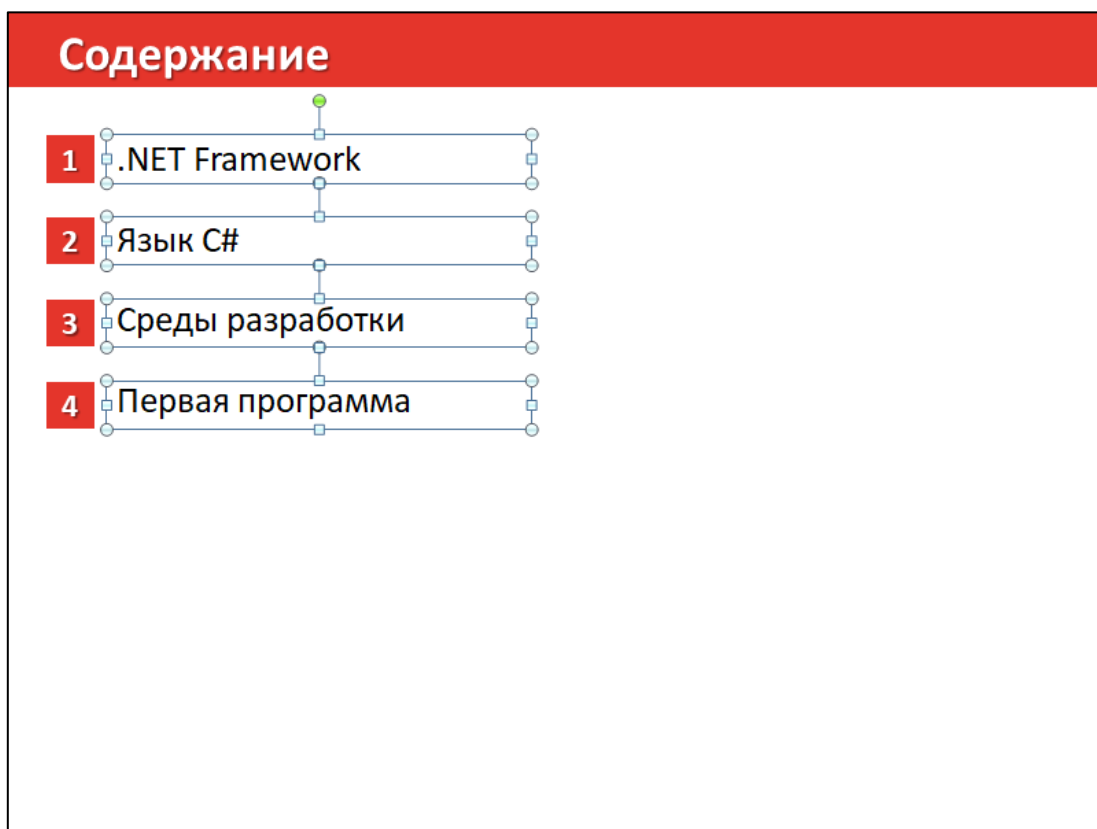 Содержание
1 .NET Framework
2 Язык C#
3 Среды разработки
4 Первая программа